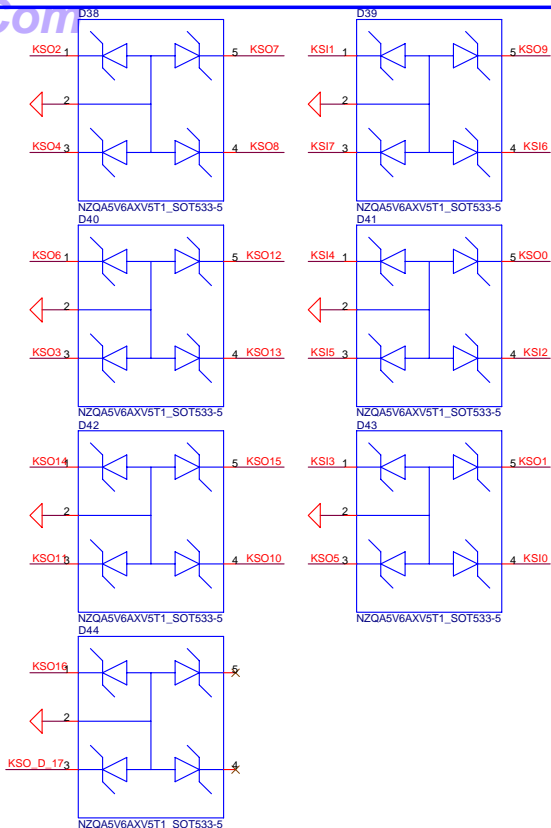 Com
D38
KSO2 1 5 KSO7
2
KSO4 3 4 KSO8
NZQA5V6AXV5T1_SOT533-5
D39
KSI1 1 5 KSO9
2
KSI7 3 4 KSI6
NZQA5V6AXV5T1_SOT533-5
D40
KSO6 1 5 KSO12
2
KSO3 3 4 KSO13
NZQA5V6AXV5T1_SOT533-5
D41
KSI4 1 5 KSO0
2
KSI5 3 4 KSI2
NZQA5V6AXV5T1_SOT533-5
D42
KSO14 1 5 KSO15
2
KSO11 3 4 KSO10
NZQA5V6AXV5T1_SOT533-5
D43
KSI3 1 5 KSO1
2
KSO5 3 4 KSI0
NZQA5V6AXV5T1_SOT533-5
D44
KSO16 1 5
2
KSO_D_17 3 4
NZQA5V6AXV5T1_SOT533-5